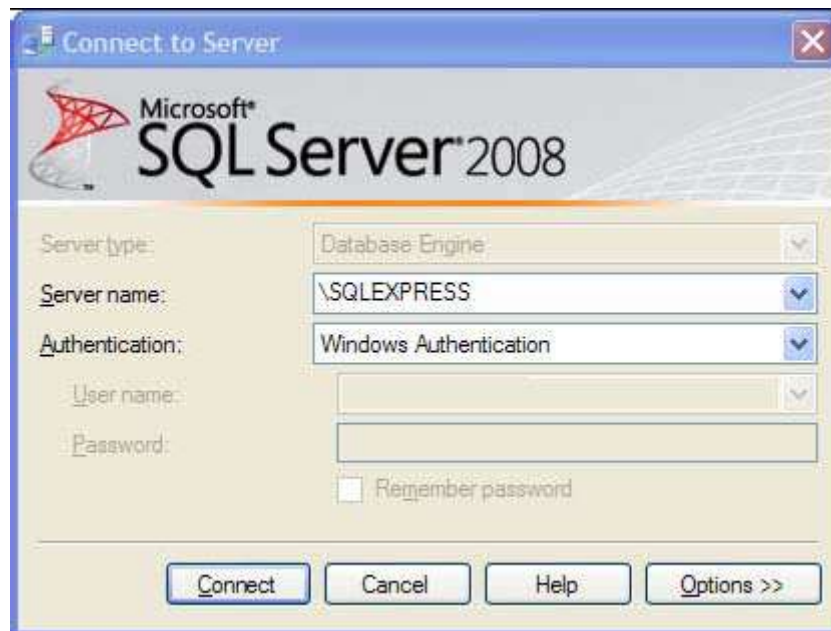 Connect to Server
Microsoft®
SQL Server® 2008
Server type: Database Engine
Server name: \SQLEXPRESS
Authentication: Windows Authentication
User name:
Password:
Remember password
Connect Cancel Help Options >>